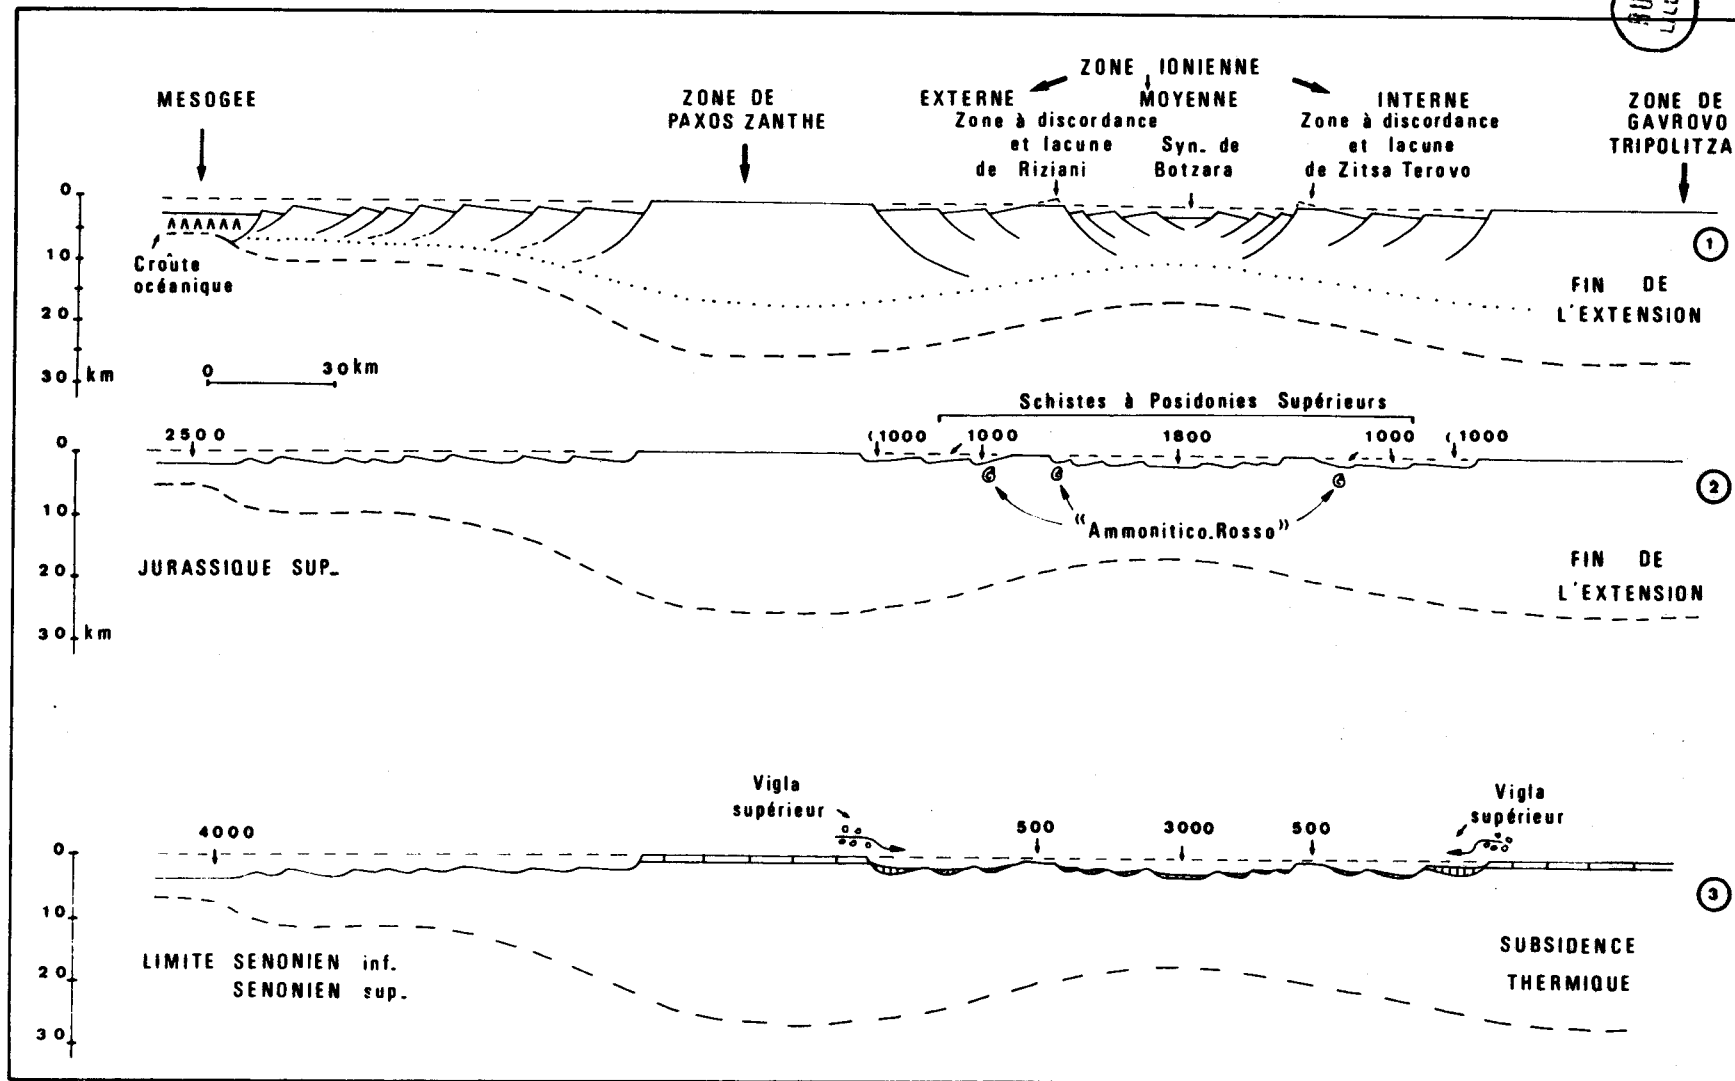 ZONE IONIENNE
MESOGEE
ZONE DE
PAXOS ZANTHE
EXTERNE
Zone à discordance
et lacune
de Riziani
MOYENNE
Syn. de
Botzara
INTERNE
Zone à discordance
et lacune
de Zitsa Terovo
ZONE DE
GAVROVO
TRIPOLITZA
0
10
20
30 km
Croûte
océanique
0 30 km
FIN DE
L'EXTENSION
1
Schistes à Posidonies Supérieurs
0
10
20
30 km
2500
(1000
1000
1800
1000
(1000
"Ammonitico.Rosso"
JURASSIQUE SUP.
FIN DE
L'EXTENSION
2
Vigla
supérieur
Vigla
supérieur
0
10
20
30
4000
500
3000
500
LIMITE SENONIEN inf.
SENONIEN sup.
SUBSIDENCE
THERMIQUE
3